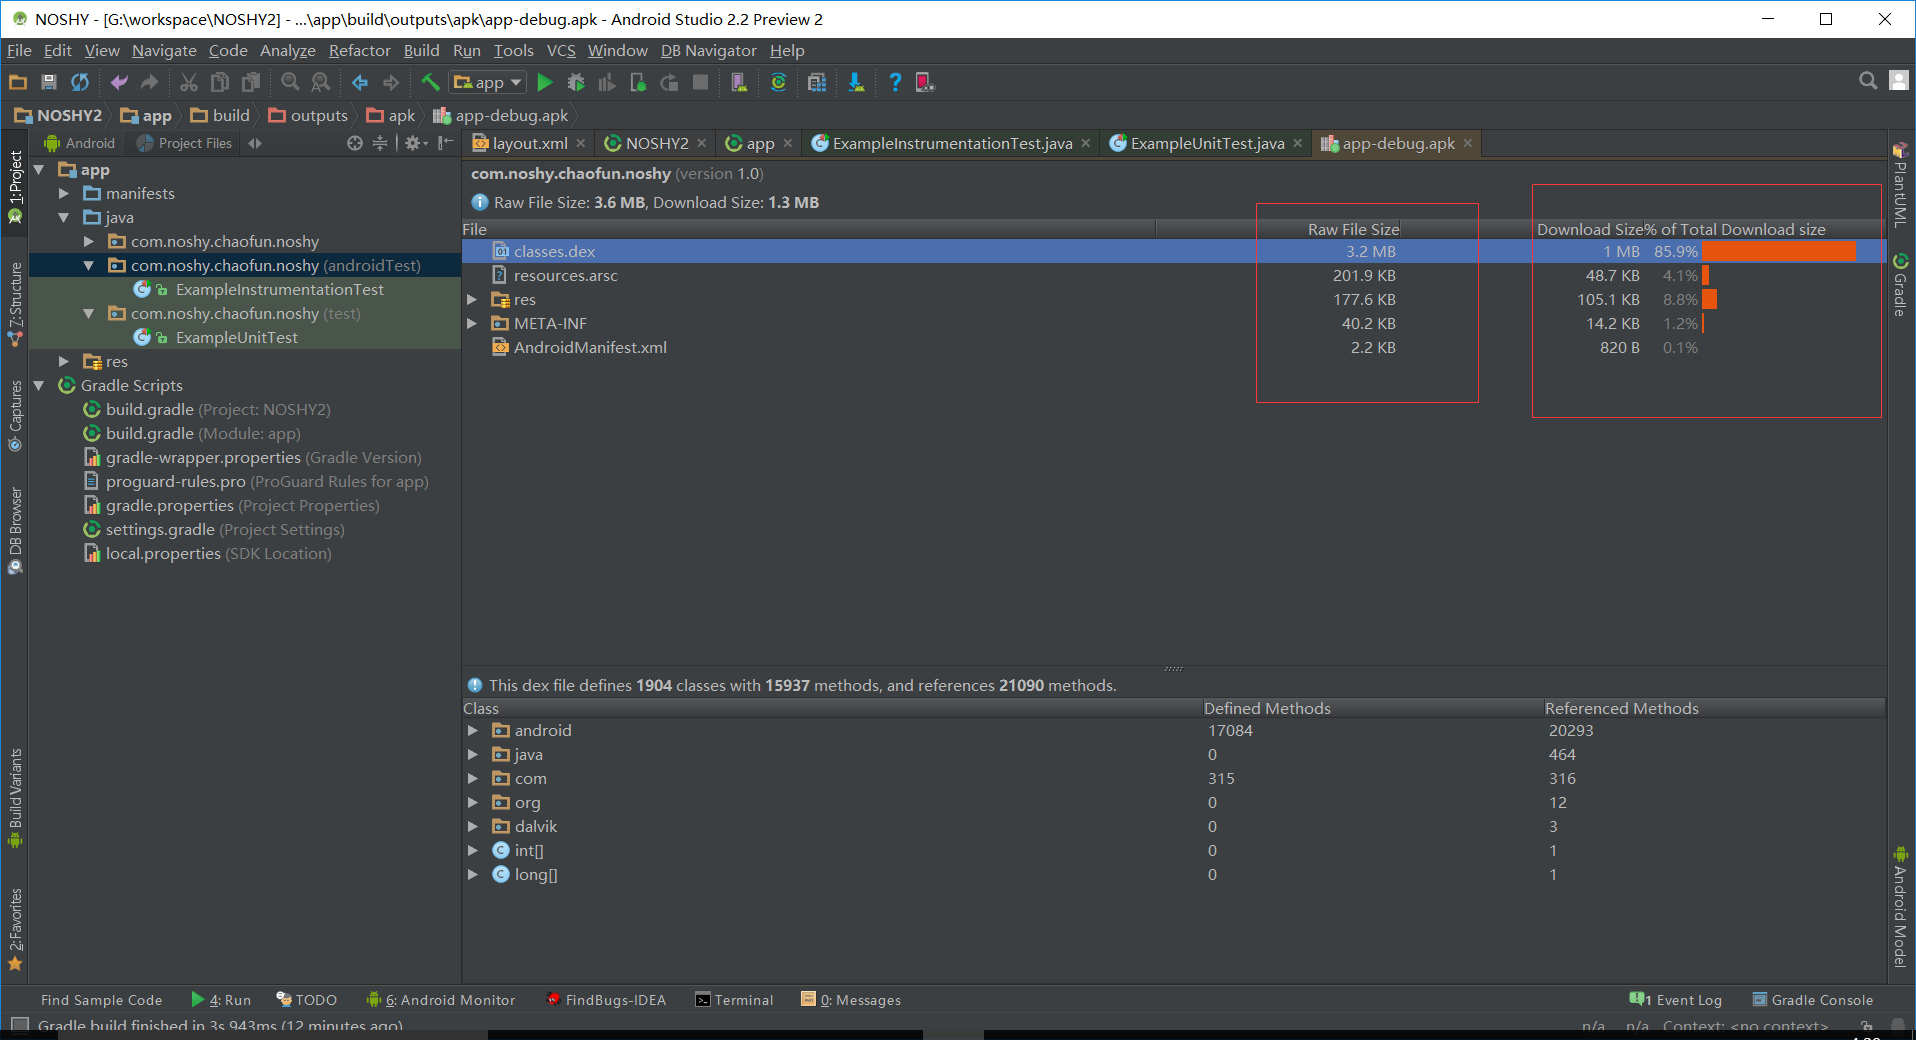 NOSHY - [G:\workspace\NOSHY2] - ...\app\build\outputs\apk\app-debug.apk - Android Studio 2.2 Preview 2
File Edit View Navigate Code Analyze Refactor Build Run Tools VCS Window DB Navigator Help
app
NOSHY2 app build outputs apk app-debug.apk
Android Project Files
layout.xml NOSHY2 app ExampleInstrumentationTest.java ExampleUnitTest.java app-debug.apk
1: Project
7: Structure
Captures
DB Browser
Build Variants
2: Favorites
app
manifests
java
com.noshy.chaofun.noshy
com.noshy.chaofun.noshy (androidTest)
ExampleInstrumentationTest
com.noshy.chaofun.noshy (test)
ExampleUnitTest
res
Gradle Scripts
build.gradle (Project: NOSHY2)
build.gradle (Module: app)
gradle-wrapper.properties (Gradle Version)
proguard-rules.pro (ProGuard Rules for app)
gradle.properties (Project Properties)
settings.gradle (Project Settings)
local.properties (SDK Location)
com.noshy.chaofun.noshy (version 1.0)
Raw File Size: 3.6 MB, Download Size: 1.3 MB
File Raw File Size Download Size % of Total Download size
classes.dex 3.2 MB 1 MB 85.9%
resources.arsc 201.9 KB 48.7 KB 4.1%
res 177.6 KB 105.1 KB 8.8%
META-INF 40.2 KB 14.2 KB 1.2%
AndroidManifest.xml 2.2 KB 820 B 0.1%
This dex file defines 1904 classes with 15937 methods, and references 21090 methods.
Class Defined Methods Referenced Methods
android 17084 20293
java 0 464
com 315 316
org 0 12
dalvik 0 3
int[] 0 1
long[] 0 1
PlantUML
Gradle
Android Model
Find Sample Code 4: Run TODO 6: Android Monitor FindBugs-IDEA Terminal 0: Messages 1 Event Log Gradle Console
Gradle build finished in 3s 943ms (12 minutes ago) n/a n/a Context: <no context>